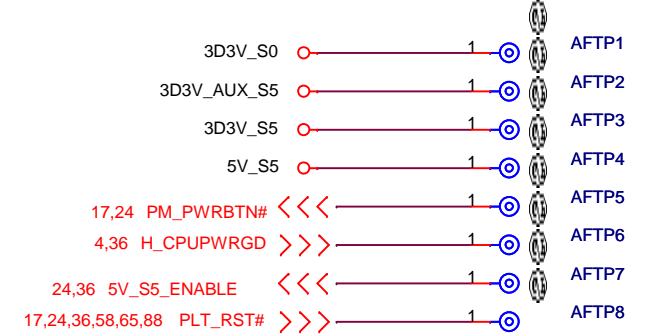 3D3V_S0 1 AFTP1
3D3V_AUX_S5 1 AFTP2
3D3V_S5 1 AFTP3
5V_S5 1 AFTP4
17,24 PM_PWRBTN# 1 AFTP5
4,36 H_CPUPWRGD 1 AFTP6
24,36 5V_S5_ENABLE 1 AFTP7
17,24,36,58,65,88 PLT_RST# 1 AFTP8